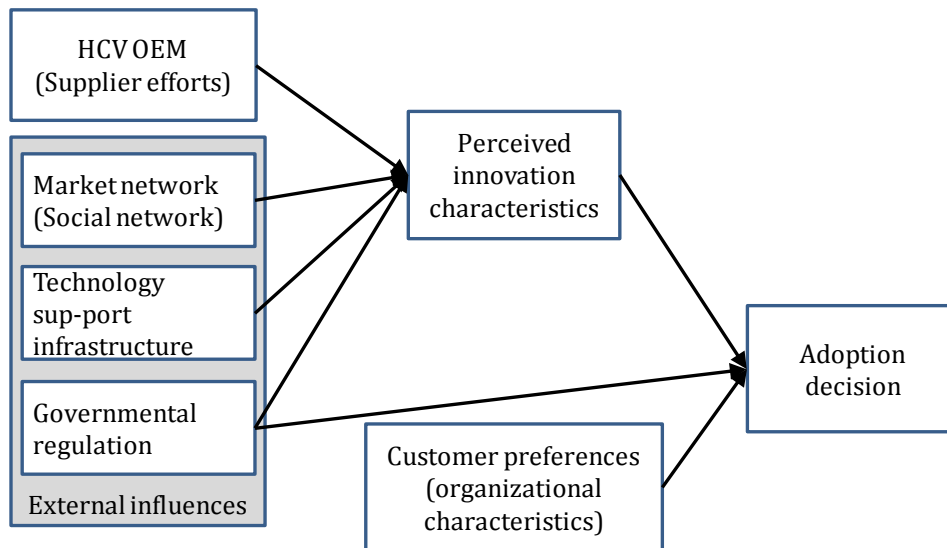 HCV OEM
(Supplier efforts)
Market network
(Social network)
Technology
sup-port
infrastructure
Governmental
regulation
External influences
Perceived
innovation
characteristics
Customer preferences
(organizational
characteristics)
Adoption
decision